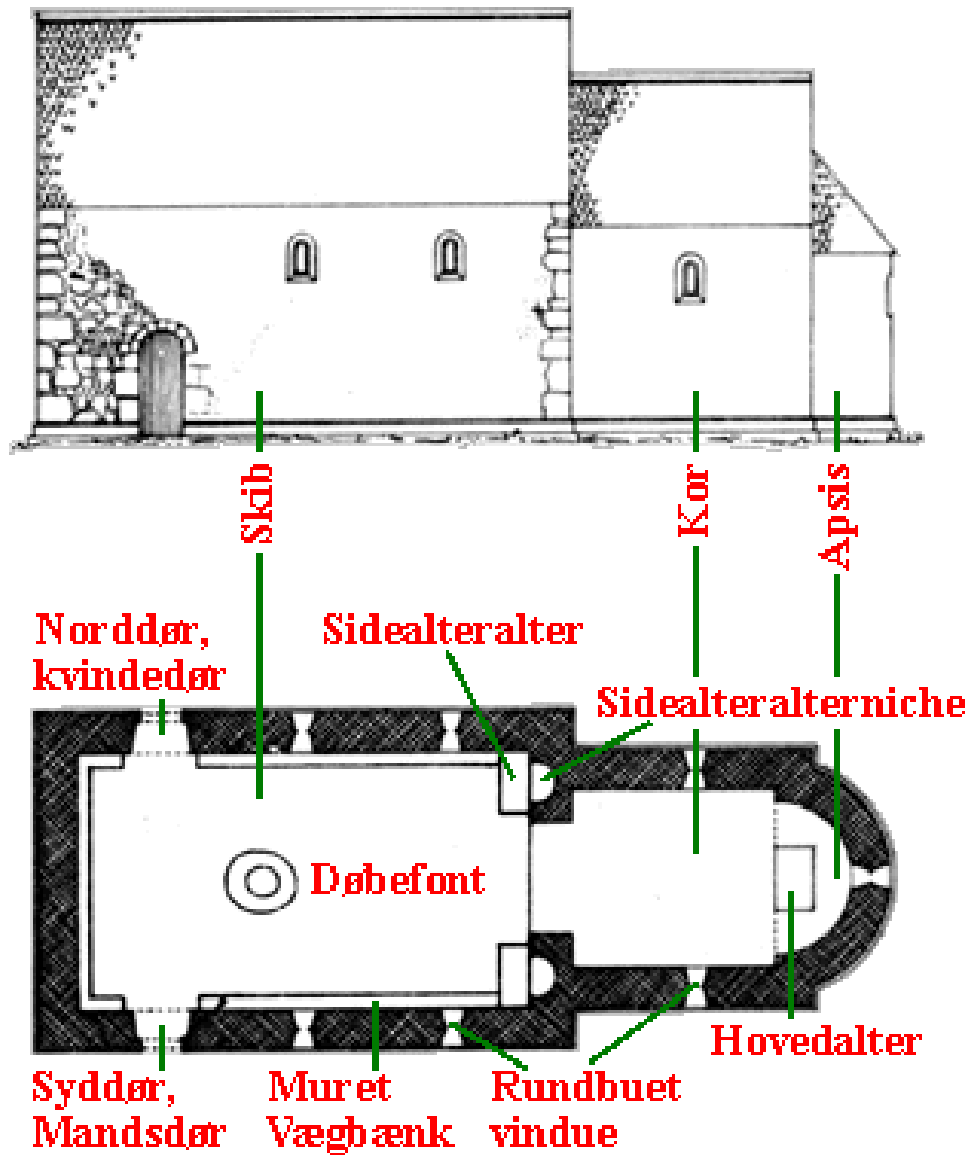 Skib
Kor
Apsis
Norddør,
kvindedør
Sidealteralter
Sidealteralterniche
Døbefont
Hovedalter
Syddør,
Mandsdør
Muret
Vægbænk
Rundbuet
vindue